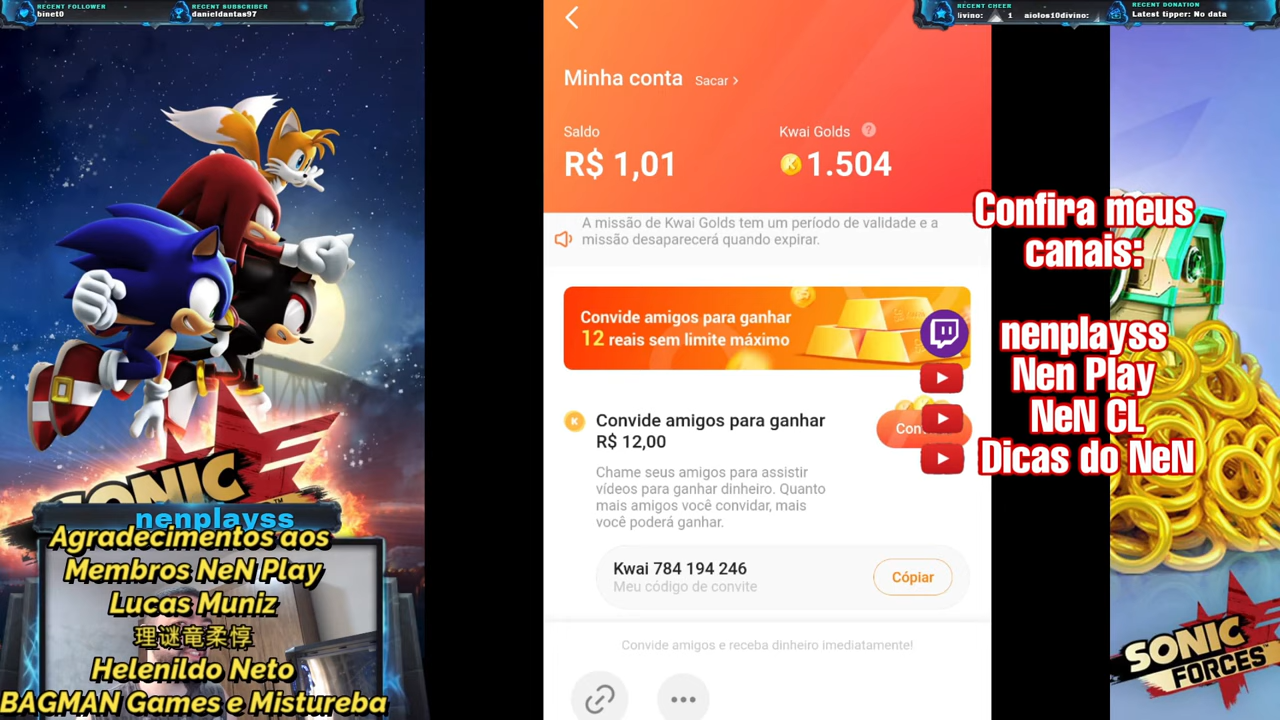 RECENT FOLLOWER
binet0
RECENT SUBSCRIBER
danieldantas97
RECENT CHEER
livino: 1 aiolos10divino:
RECENT DONATION
Latest tipper: No data
Minha conta Sacar >
Saldo
R$ 1,01
Kwai Golds ?
1.504
A missão de Kwai Golds tem um período de validade e a
missão desaparecerá quando expirar.
Convide amigos para ganhar
12 reais sem limite máximo
Convide amigos para ganhar
R$ 12,00
Chame seus amigos para assistir
vídeos para ganhar dinheiro. Quanto
mais amigos você convidar, mais
você poderá ganhar.
Kwai 784 194 246
Meu código de convite
Cópiar
Convide amigos e receba dinheiro imediatamente!
Confira meus
canais:
nenplayss
Nen Play
NeN CL
Dicas do NeN
SONIC
nenplayss
Agradecimentos aos
Membros NeN Play
Lucas Muniz
理谜竜柔惇
Helenildo Neto
BAGMAN Games e Mistureba
SONIC
FORCES